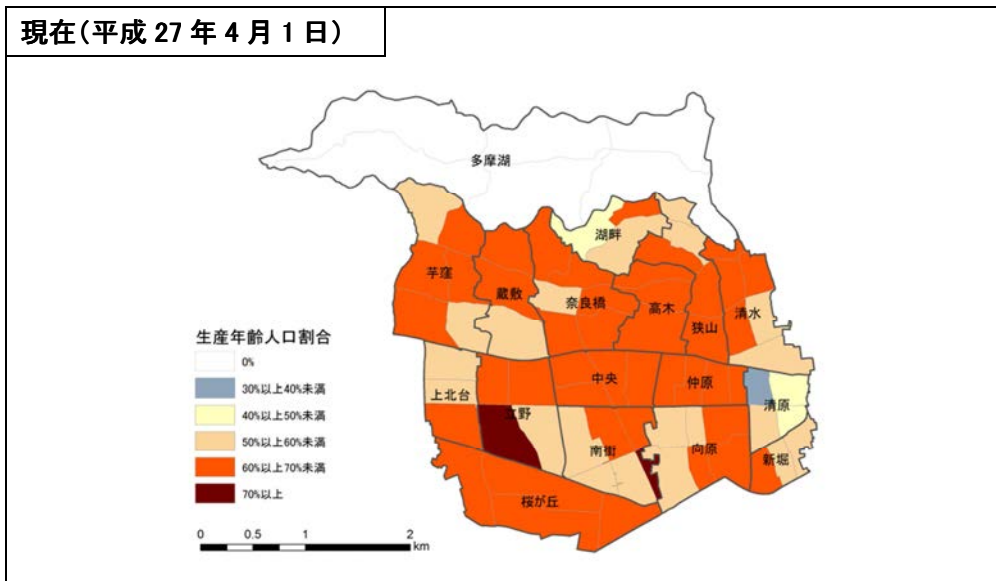 現在(平成 27 年 4 月 1 日)
多摩湖
湖畔
芋窪
蔵敷
奈良橋
高木
狭山
清水
生産年齢人口割合
0%
30%以上40%未満
40%以上50%未満
50%以上60%未満
60%以上70%未満
70%以上
上北台
立野
中央
仲原
清原
南街
向原
新堀
桜が丘
0 0.5 1 2
km